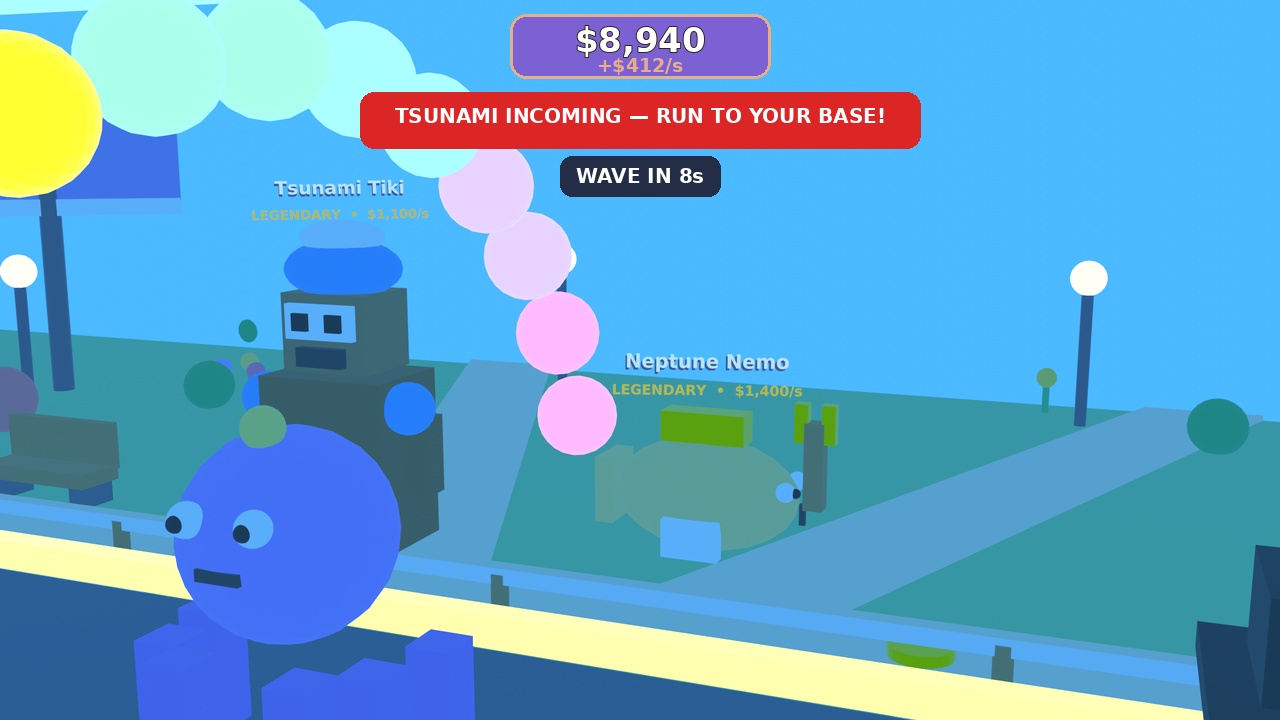 $8,940
+$412/s
TSUNAMI INCOMING — RUN TO YOUR BASE!
WAVE IN 8s
Tsunami Tiki
LEGENDARY • $1,100/s
Neptune Nemo
LEGENDARY • $1,400/s